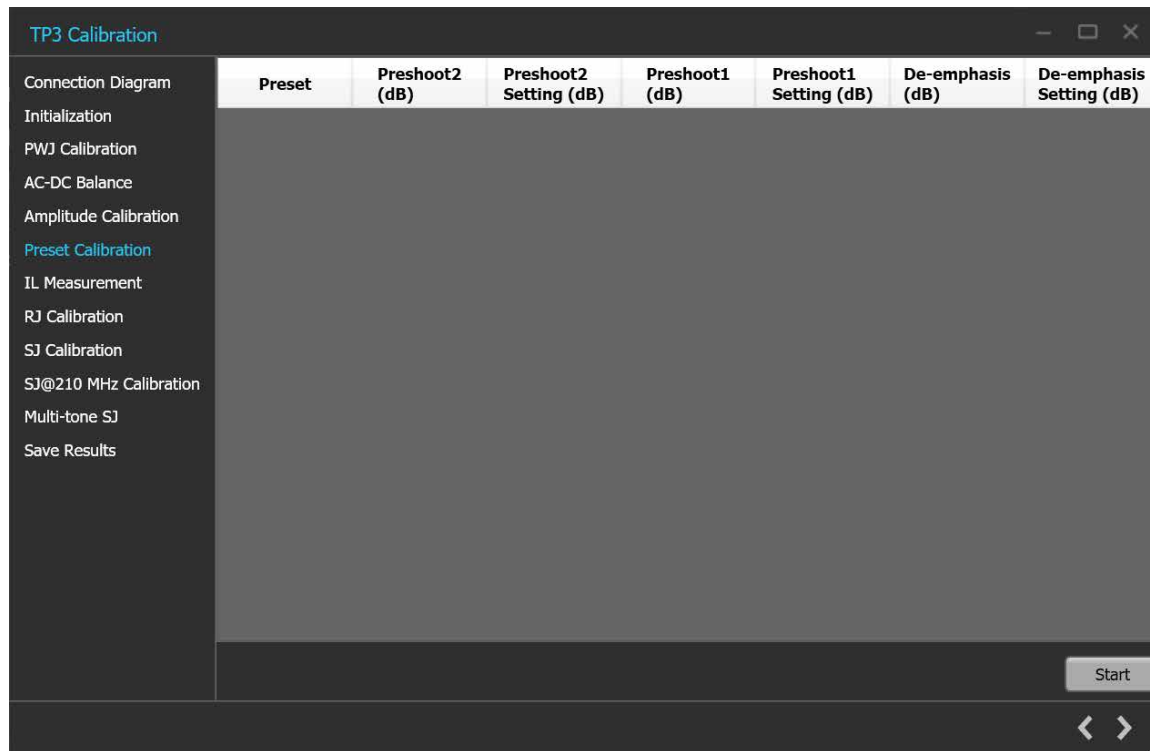 TP3 Calibration
Connection Diagram
Initialization
PWJ Calibration
AC-DC Balance
Amplitude Calibration
Preset Calibration
IL Measurement
RJ Calibration
SJ Calibration
SJ@210 MHz Calibration
Multi-tone SJ
Save Results
Preset
Preshoot2
(dB)
Preshoot2
Setting (dB)
Preshoot1
(dB)
Preshoot1
Setting (dB)
De-emphasis
(dB)
De-emphasis
Setting (dB)
Start